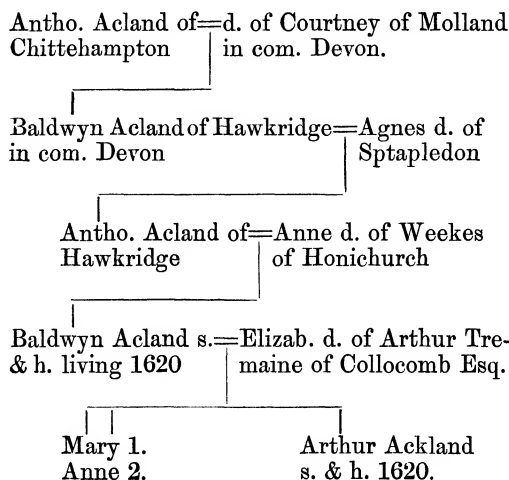 Antho. Acland of=d. of Courtney of Molland
Chittehampton in com. Devon.
Baldwyn Acland of Hawkridge=Agnes d. of
in com. Devon Sptapledon
Antho. Acland of=Anne d. of Weekes
Hawkridge of Honichurch
Baldwyn Acland s.=Elizab. d. of Arthur Tre-
& h. living 1620 maine of Collocomb Esq.
Mary 1. Arthur Ackland
Anne 2. s. & h. 1620.